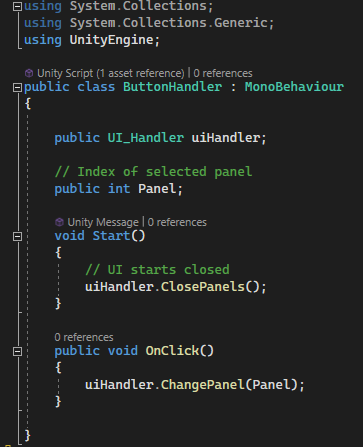 using System.Collections;
using System.Collections.Generic;
using UnityEngine;
Unity Script (1 asset reference) | 0 references
public class ButtonHandler : MonoBehaviour
{
public UI_Handler uiHandler;
// Index of selected panel
public int Panel;
Unity Message | 0 references
void Start()
{
// UI starts closed
uiHandler.ClosePanels();
}
0 references
public void OnClick()
{
uiHandler.ChangePanel(Panel);
}
}